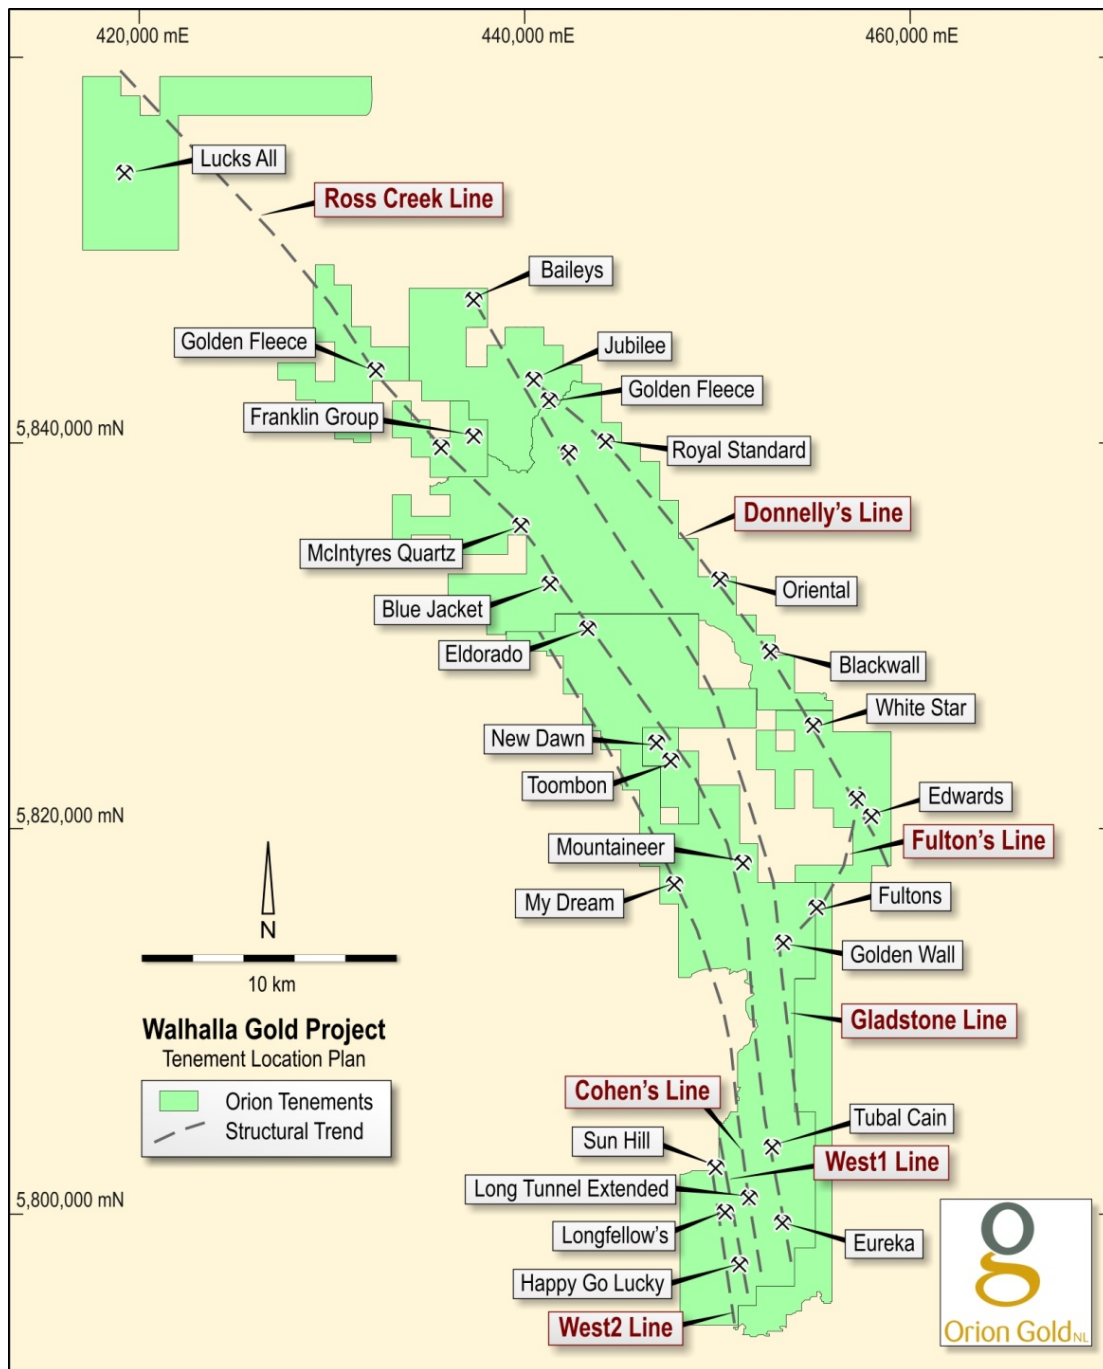 420,000 mE
440,000 mE
460,000 mE
Lucks All
Ross Creek Line
Baileys
Golden Fleece
Jubilee
Golden Fleece
Franklin Group
5,840,000 mN
Royal Standard
Donnelly's Line
McIntyres Quartz
Oriental
Blue Jacket
Eldorado
Blackwall
White Star
New Dawn
Toombon
Edwards
5,820,000 mN
Fulton's Line
Mountaineer
My Dream
Fultons
N
Golden Wall
10 km
Gladstone Line
Walhalla Gold Project
Tenement Location Plan
Orion Tenements
Structural Trend
Cohen's Line
Tubal Cain
Sun Hill
West1 Line
Long Tunnel Extended
5,800,000 mN
Longfellow's
Eureka
Happy Go Lucky
West2 Line
Orion Gold NL